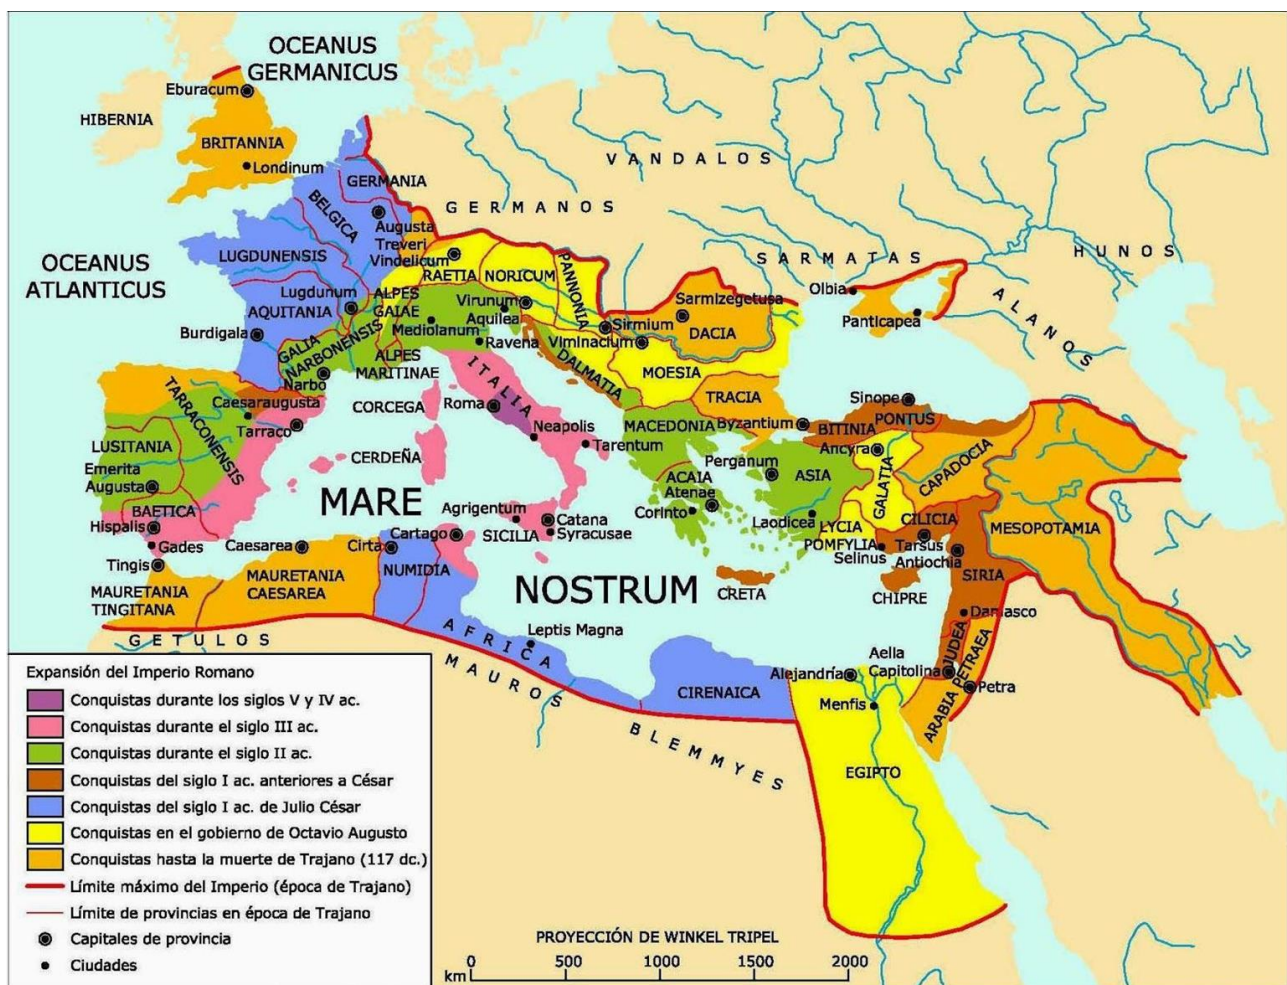 OCEANUS
GERMANICUS
Eburacum
HIBERNIA
BRITANNIA
Londinum
VANDALOS
GERMANIA
GERMANOS
BELGICA
Augusta
Treveri
Vindelicum
HUNOS
SARMATAS
LUGDUNENSIS
OCEANUS
ATLANTICUS
RAETIA
NORICUM
PANNONIA
Olbia
ALANOS
Lugdunum
ALPES
GAIAE
Virunum
Aquilea
Sarmizegetusa
DACIA
Panticapea
AQUITANIA
Burdigala
Mediolanum
Sirmium
Viminacium
GALIA
NARBONENSIS
Narbo
Ravena
ALPES
MARITINAE
DALMATIA
MOESIA
ITALIA
TARRACONENSIS
Caesaraugusta
Tarraco
CORCEGA
Roma
TRACIA
Sinope
PONTUS
LUSITANIA
Neapolis
Tarentum
MACEDONIA
Byzantium
BITINIA
Ancyra
CAPADOCIA
Emerita
Augusta
CERDEÑA
Perganum
ASIA
GALATIA
ACAIA
Atenae
MARE
BAETICA
Hispalis
Gades
Agrigentum
Catana
SICILIA
Syracusae
Corinto
Laodicea
LYCIA
POMFYLIA
Selinus
CILICIA
Tarsus
Antiochia
MESOPOTAMIA
Cartago
Cirta
Caesarea
Tingis
SIRIA
MAURETANIA
TINGITANA
MAURETANIA
CAESAREA
NUMIDIA
NOSTRUM
CRETA
CHIPRE
Damasco
GETULOS
AFRICA
Leptis Magna
MAUROS
JUDEA
Aella
Capitolina
Alejandría
Petra
ARABIA PETRAEA
CIRENAICA
Menfis
BLEMMYES
EGIPTO
Expansión del Imperio Romano
Conquistas durante los siglos V y IV ac.
Conquistas durante el siglo III ac.
Conquistas durante el siglo II ac.
Conquistas del siglo I ac. anteriores a César
Conquistas del siglo I ac. de Julio César
Conquistas en el gobierno de Octavio Augusto
Conquistas hasta la muerte de Trajano (117 dc.)
Límite máximo del Imperio (época de Trajano)
Límite de provincias en época de Trajano
Capitales de provincia
Ciudades
PROYECCIÓN DE WINKEL TRIPEL
0 500 1000 2000
km